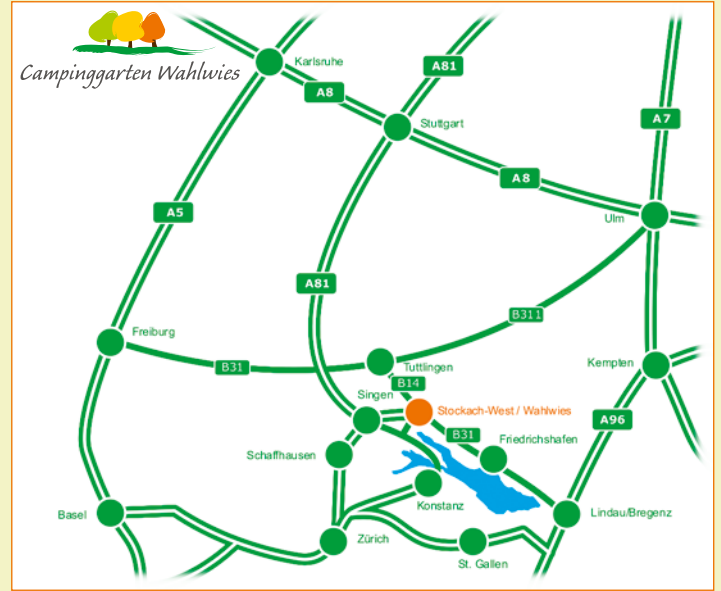 Campinggarten Wahlwies
Karlsruhe
A81
A8
Stuttgart
A7
A8
A5
Ulm
A81
B311
Freiburg
B31
Tuttlingen
Kempten
B14
Singen
Stockach-West / Wahlwies
A96
B31
Friedrichshafen
Schaffhausen
Konstanz
Basel
Lindau/Bregenz
Zürich
St. Gallen